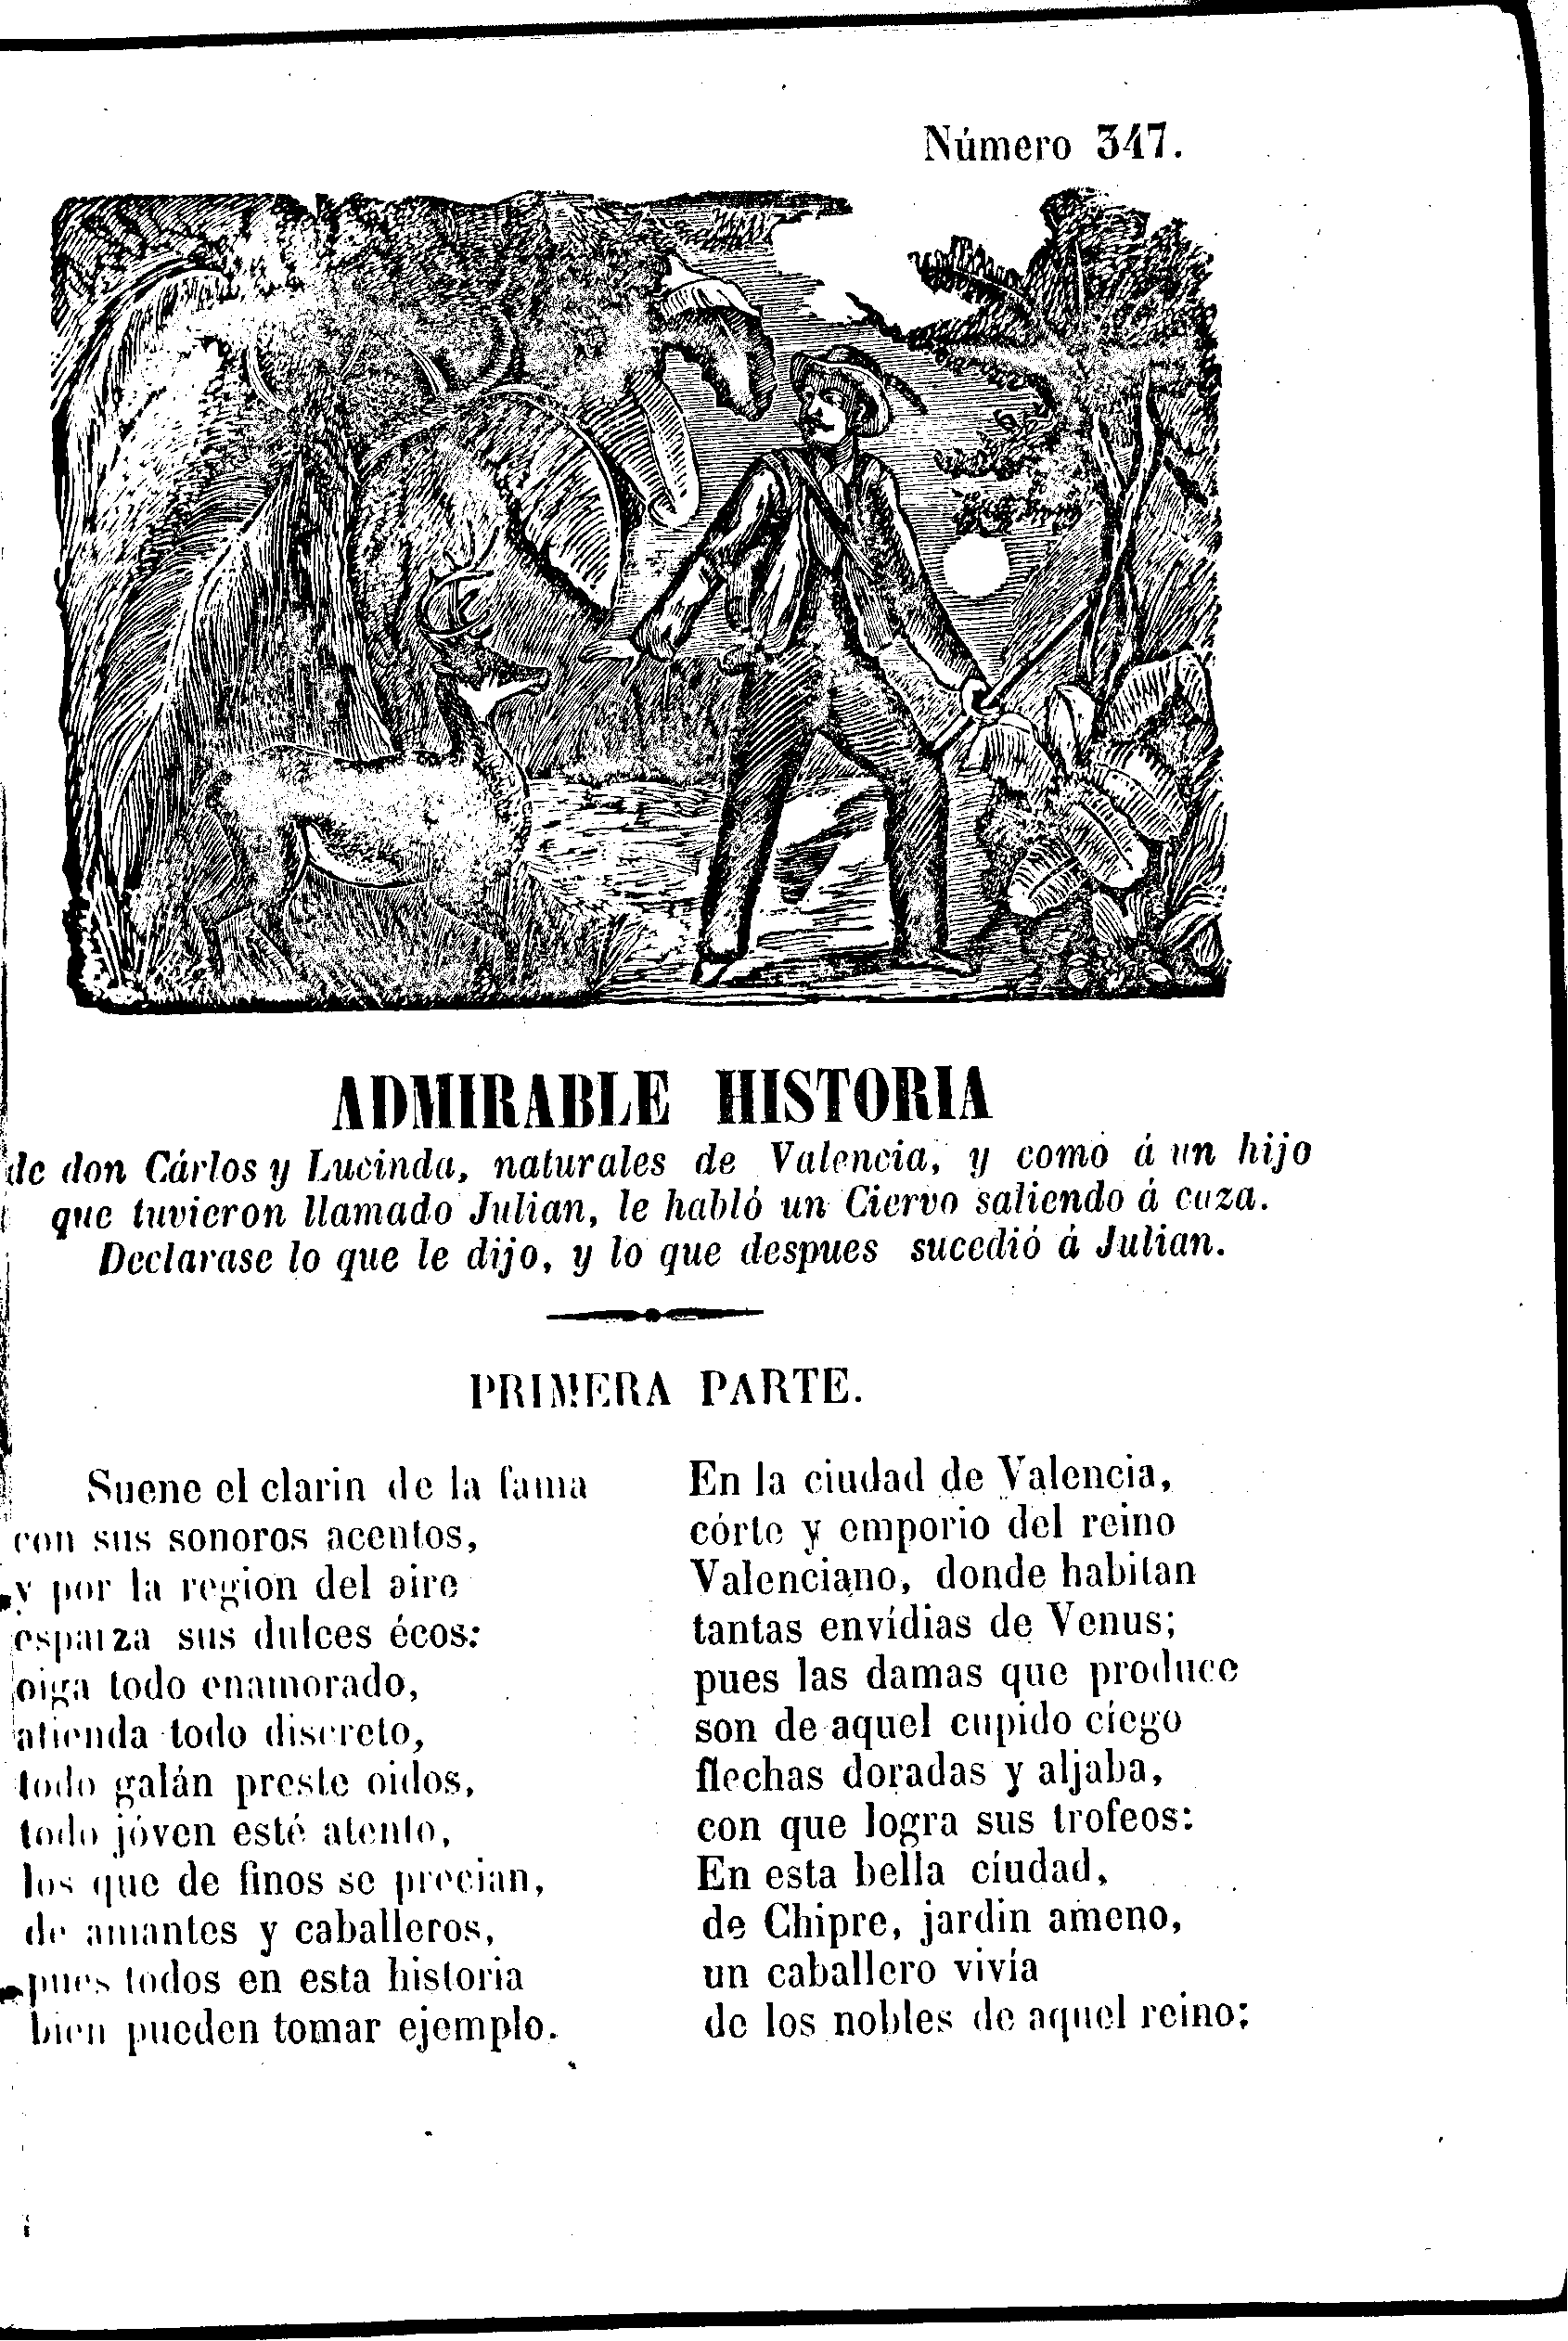 Número 347.
ADMIRABLE HISTORIA
de don Cárlos y Lucinda, naturales de Valencia, y como á un hijo
que tuvieron llamado Julian, le habló un Ciervo saliendo á caza.
Declarase lo que le dijo, y lo que despues sucedió á Julian.
PRIMERA PARTE.
Suene el clarin de la fama
con sus sonoros acentos,
y por la region del aire
esparza sus dulces écos:
oiga todo enamorado,
atienda todo discreto,
todo galán preste oidos,
todo jóven esté atento,
los que de finos se precian,
de amantes y caballeros,
pues todos en esta historia
bien pueden tomar ejemplo.
En la ciudad de Valencia,
córte y emporio del reino
Valenciano, donde habitan
tantas envídias de Venus;
pues las damas que produce
son de aquel cupido ciego
flechas doradas y aljaba,
con que logra sus trofeos:
En esta bella ciudad,
de Chipre, jardin ameno,
un caballero vivía
de los nobles de aquel reino;